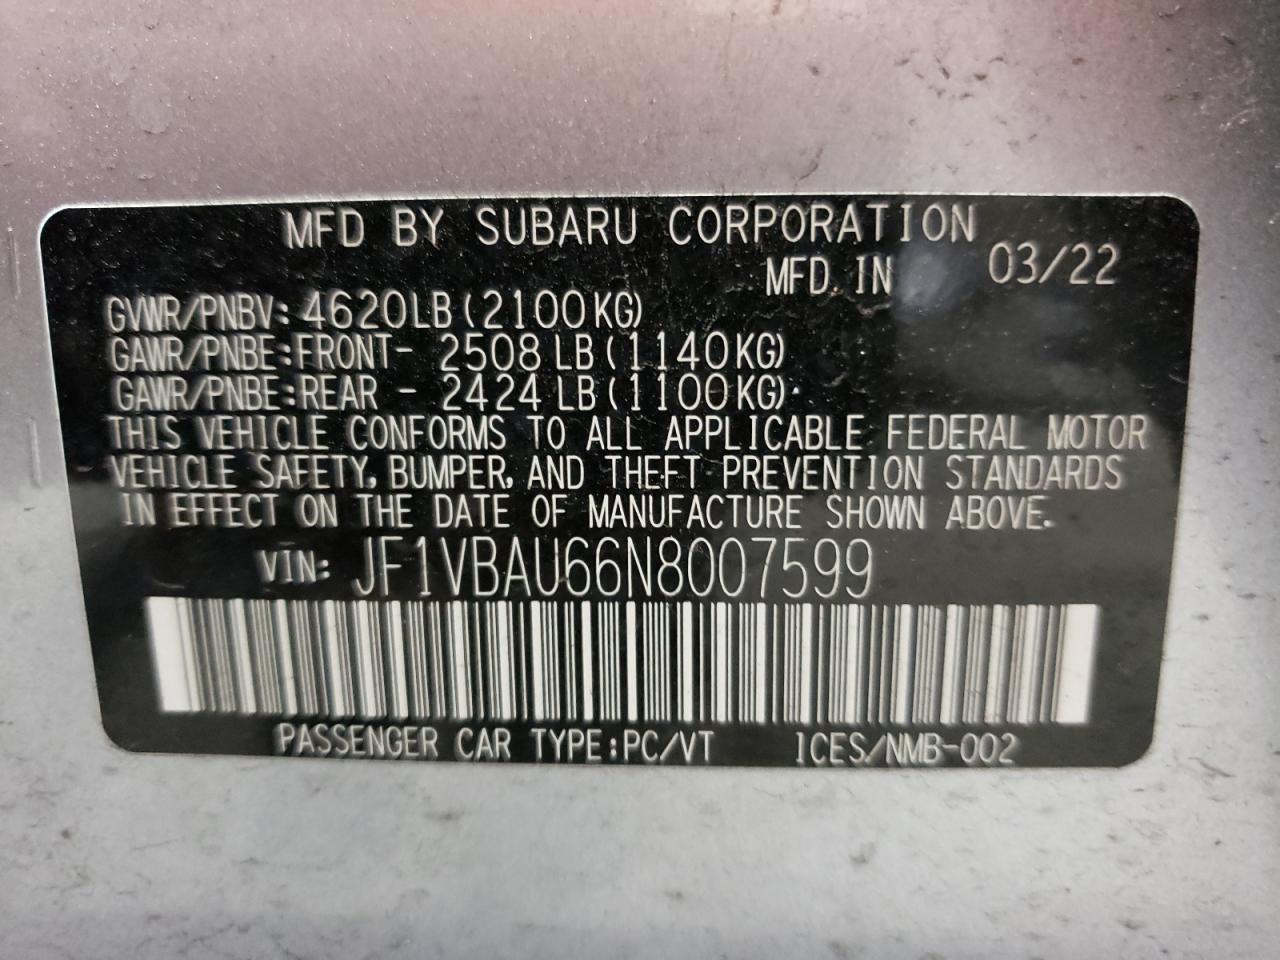 MFD BY SUBARU CORPORATION
MFD. IN 03/22
GVWR/PNBV: 4620LB (2100KG)
GAWR/PNBE:FRONT- 2508 LB (1140KG)
GAWR/PNBE:REAR - 2424 LB (1100KG)
THIS VEHICLE CONFORMS TO ALL APPLICABLE FEDERAL MOTOR
VEHICLE SAFETY, BUMPER, AND THEFT PREVENTION STANDARDS
IN EFFECT ON THE DATE OF MANUFACTURE SHOWN ABOVE.
VIN: JF1VBAU66N8007599
PASSENGER CAR TYPE:PC/VT ICES/NMB-002